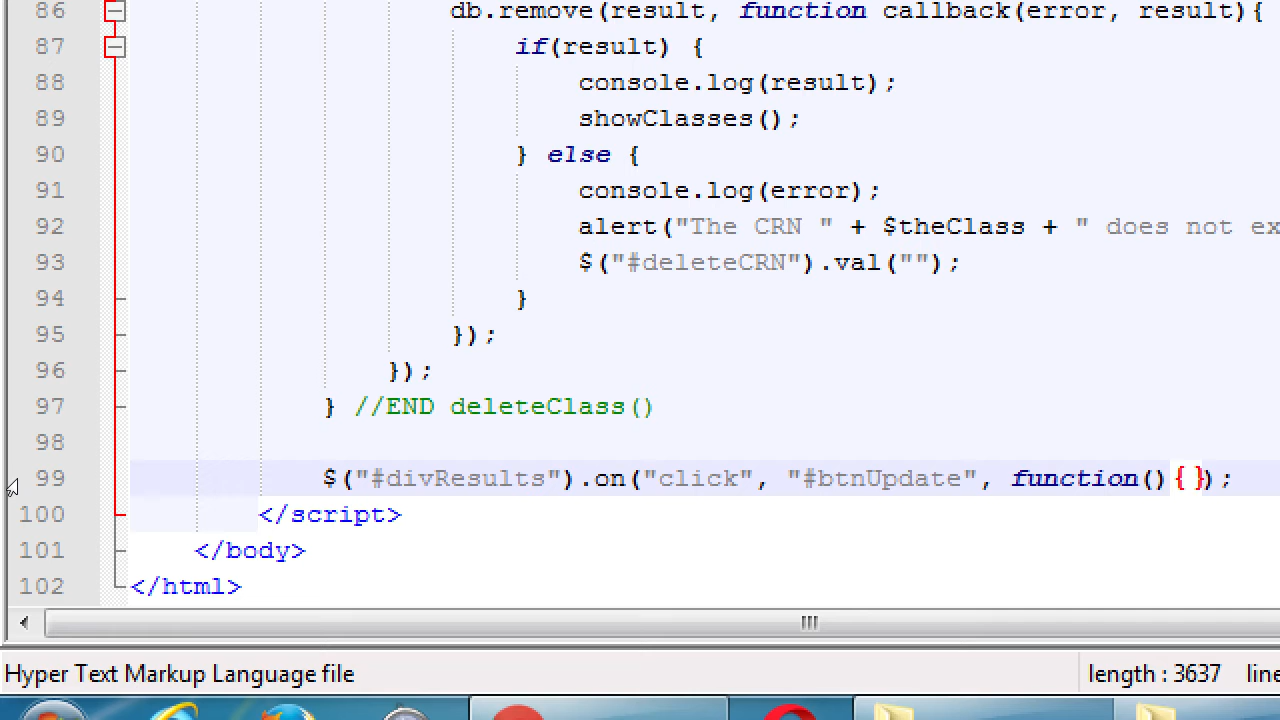 86 db.remove(result, function callback(error, result){
87 if(result) {
88 console.log(result);
89 showClasses();
90 } else {
91 console.log(error);
92 alert("The CRN " + $theClass + " does not ex
93 $("#deleteCRN").val("");
94 }
95 });
96 });
97 } //END deleteClass()
98
99 $("#divResults").on("click", "#btnUpdate", function(){});
100 </script>
101 </body>
102 </html>
Hyper Text Markup Language file length : 3637 line